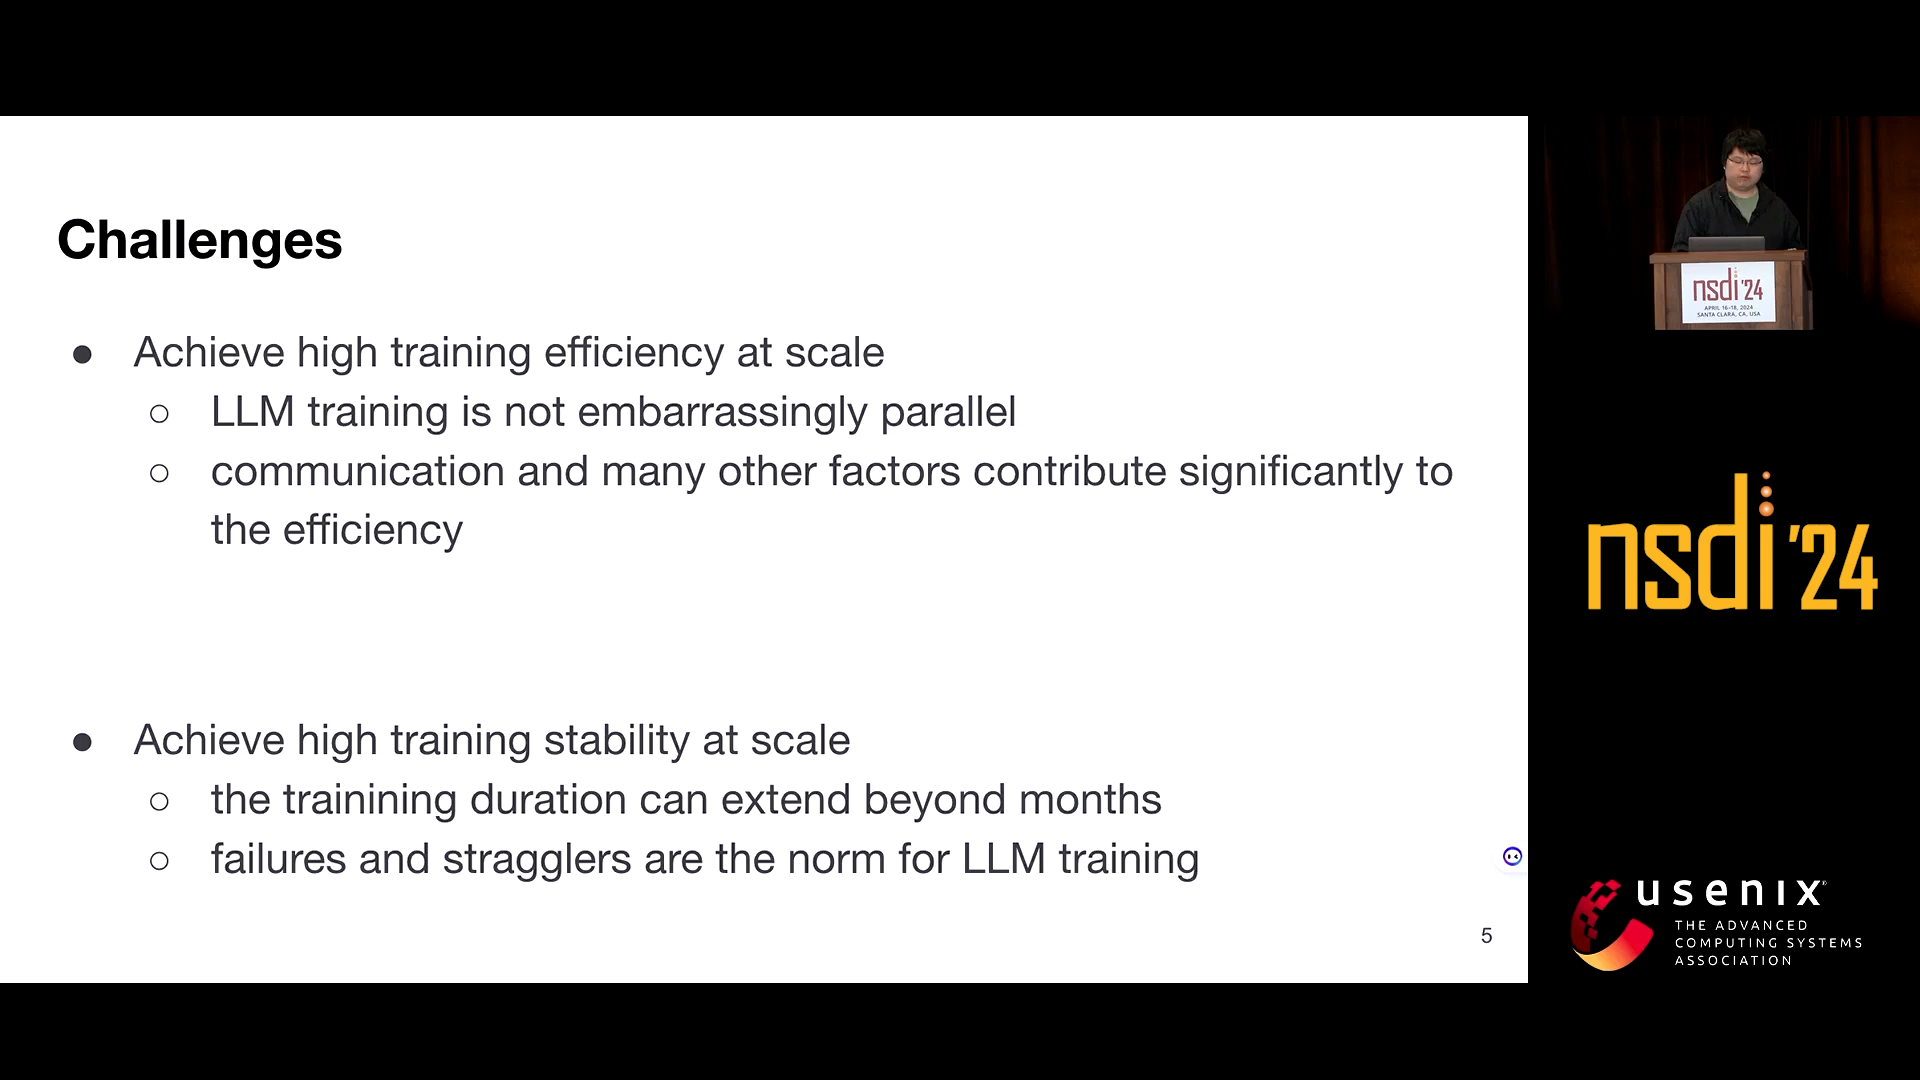 Challenges
● Achieve high training efficiency at scale
○ LLM training is not embarrassingly parallel
○ communication and many other factors contribute significantly to
the efficiency
● Achieve high training stability at scale
○ the trainining duration can extend beyond months
○ failures and stragglers are the norm for LLM training
5
nsdi '24
APRIL 16–18, 2024
SANTA CLARA, CA, USA
nsdi '24
usenix®
THE ADVANCED
COMPUTING SYSTEMS
ASSOCIATION